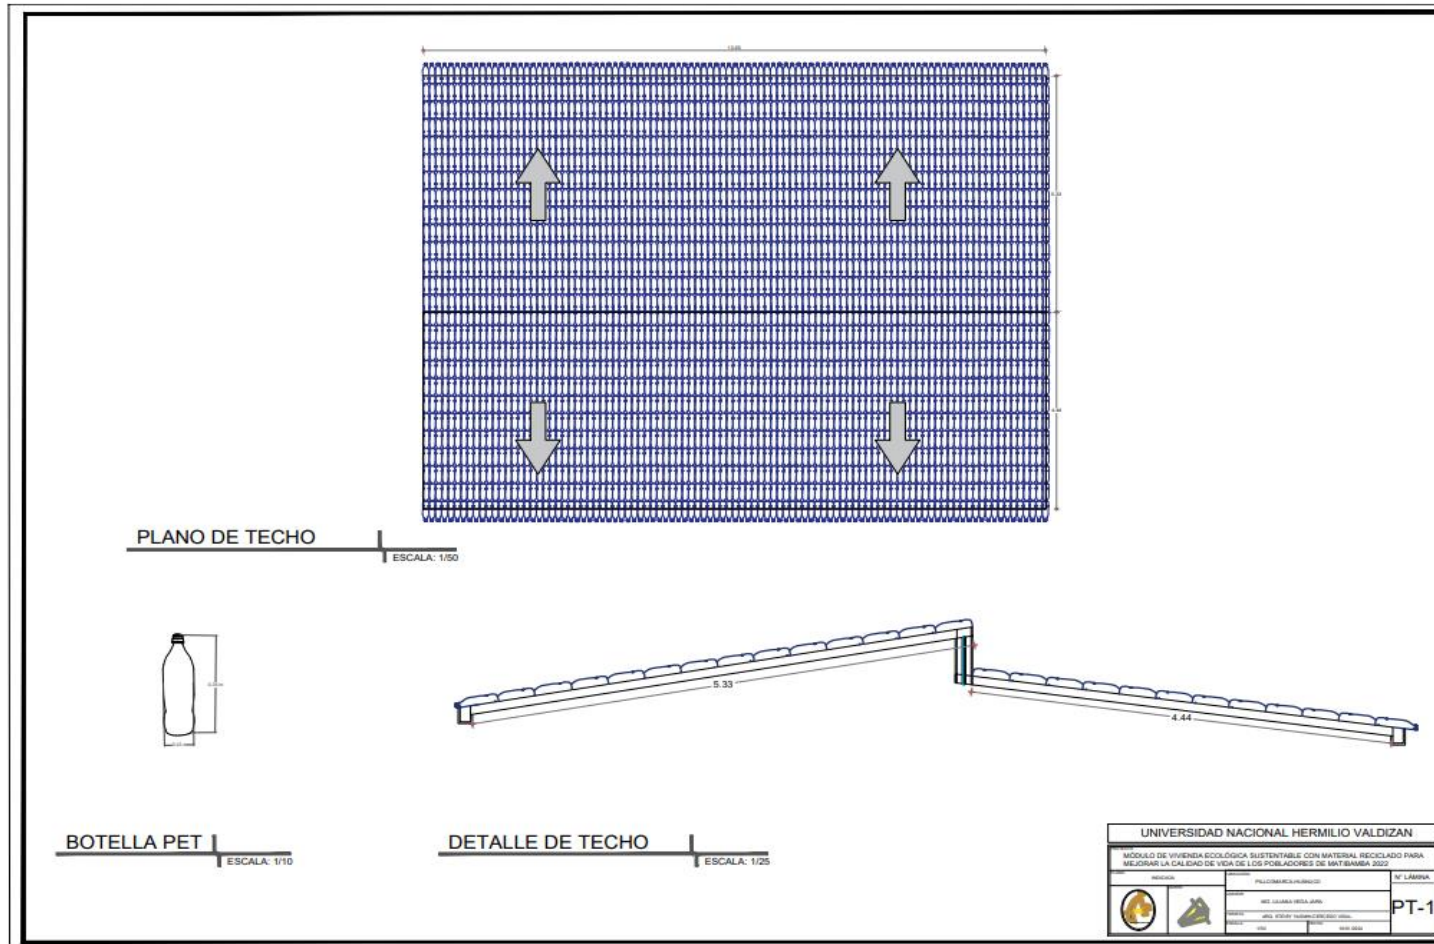 PLANO DE TECHO
ESCALA: 1/50
5.33
4.44
BOTELLA PET
ESCALA: 1/10
DETALLE DE TECHO
ESCALA: 1/25
UNIVERSIDAD NACIONAL HERMILIO VALDIZAN
MÓDULO DE VIVIENDA ECOLÓGICA SUSTENTABLE CON MATERIAL RECICLADO PARA
MEJORAR LA CALIDAD DE VIDA DE LOS POBLADORES DE MATIBAMBA 2022
INDICADA
N° LÁMINA
PT-1